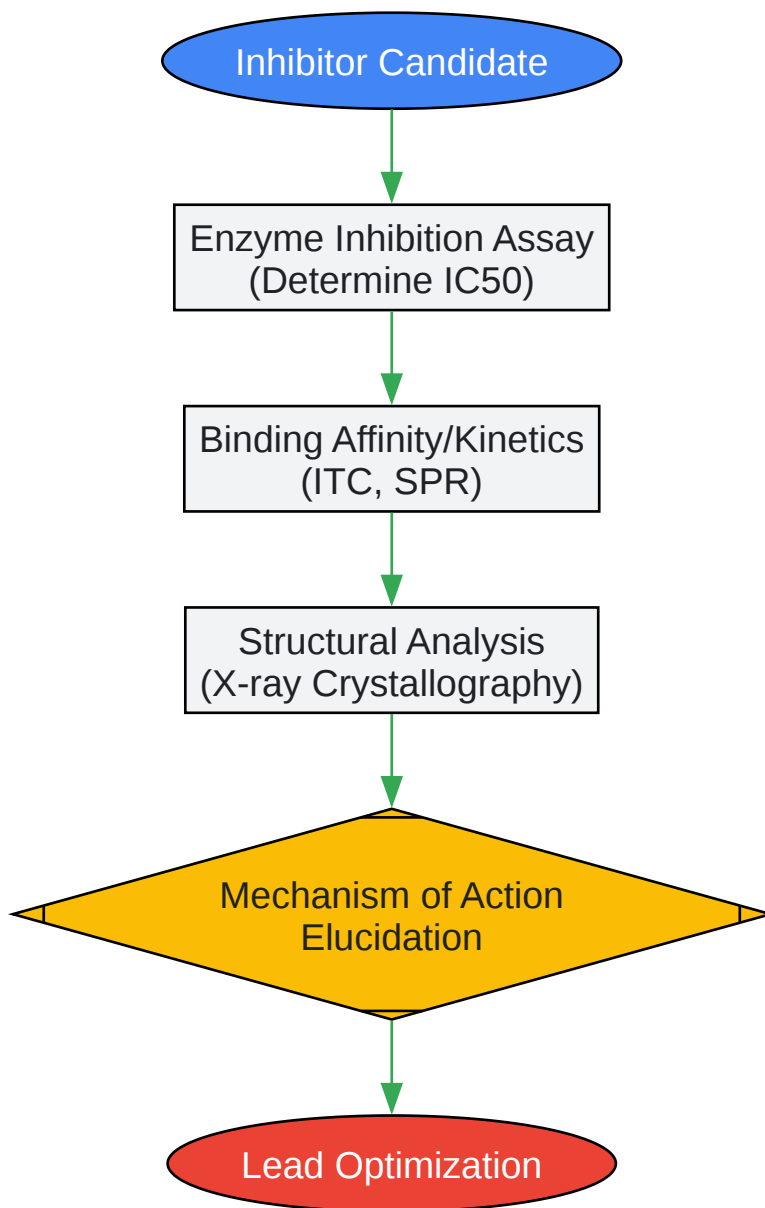 Inhibitor Candidate
Enzyme Inhibition Assay
(Determine IC50)
Binding Affinity/Kinetics
(ITC, SPR)
Structural Analysis
(X-ray Crystallography)
Mechanism of Action
Elucidation
Lead Optimization